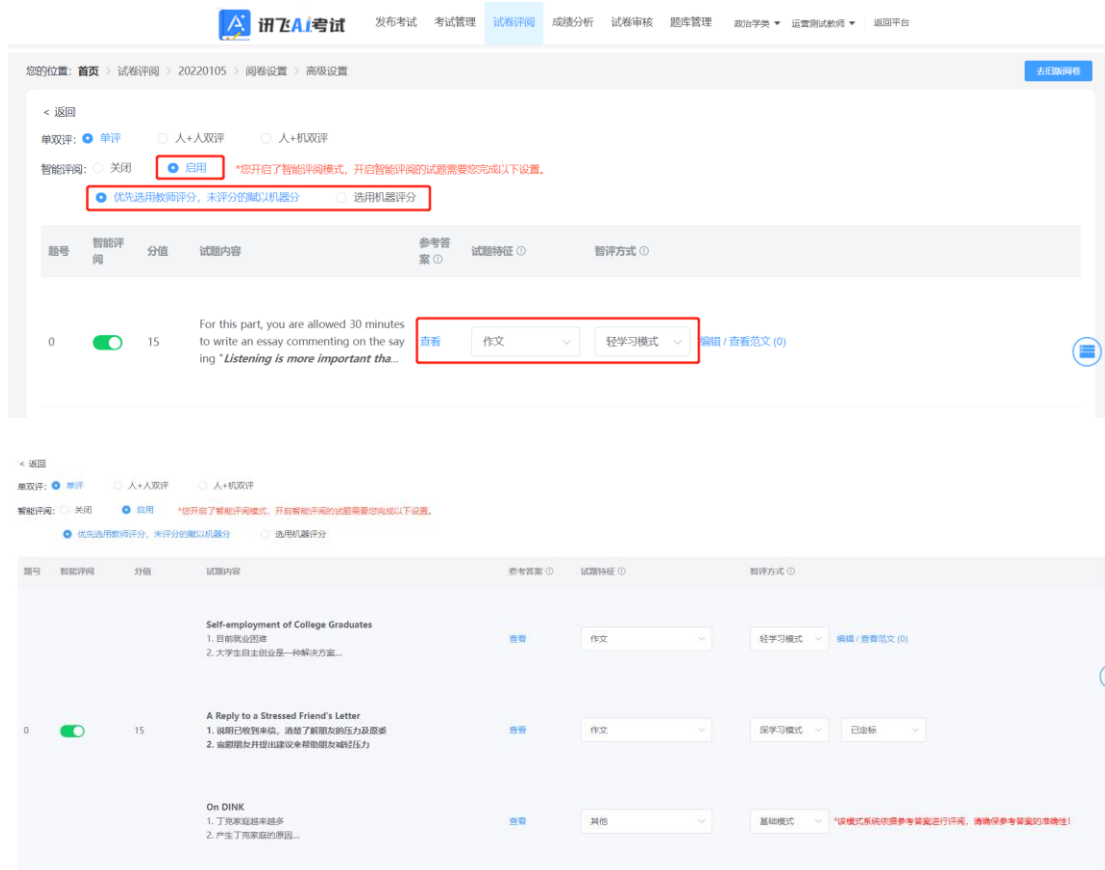 讯飞A.I.考试 发布考试 考试管理 试卷评阅 成绩分析 试卷审核 题库管理 政治学类 运营测试教师 返回平台
您的位置: 首页 > 试卷评阅 > 20220105 > 阅卷设置 > 高级设置 去旧版阅卷
< 返回
单双评: 单评 人+人双评 人+机双评
智能评阅: 关闭 启用 *您开启了智能评阅模式，开启智能评阅的试题需要您完成以下设置。
优先选用教师评分，未评分的赋以机器分 选用机器评分
题号 智能评阅 分值 试题内容 参考答案 试题特征 智评方式
For this part, you are allowed 30 minutes
0 15 to write an essay commenting on the say 查看 作文 轻学习模式 编辑 / 查看范文 (0)
ing "Listening is more important tha...
< 返回
单双评: 单评 人+人双评 人+机双评
智能评阅: 关闭 启用 *您开启了智能评阅模式，开启智能评阅的试题需要您完成以下设置。
优先选用教师评分，未评分的赋以机器分 选用机器评分
题号 智能评阅 分值 试题内容 参考答案 试题特征 智评方式
Self-employment of College Graduates
1. 目前就业困难 查看 作文 轻学习模式 编辑 / 查看范文 (0)
2. 大学生自主创业是一种解决方案...
A Reply to a Stressed Friend's Letter
0 15 1. 说明已收到来信，清楚了解朋友的压力及原委 查看 作文 深学习模式 已定标
2. 安慰朋友并提出建议来帮助朋友减轻压力
On DINK
1. 丁克家庭越来越多 查看 其他 基础模式 *该模式系统依据参考答案进行评阅，请确保参考答案的准确性!
2. 产生丁克家庭的原因...